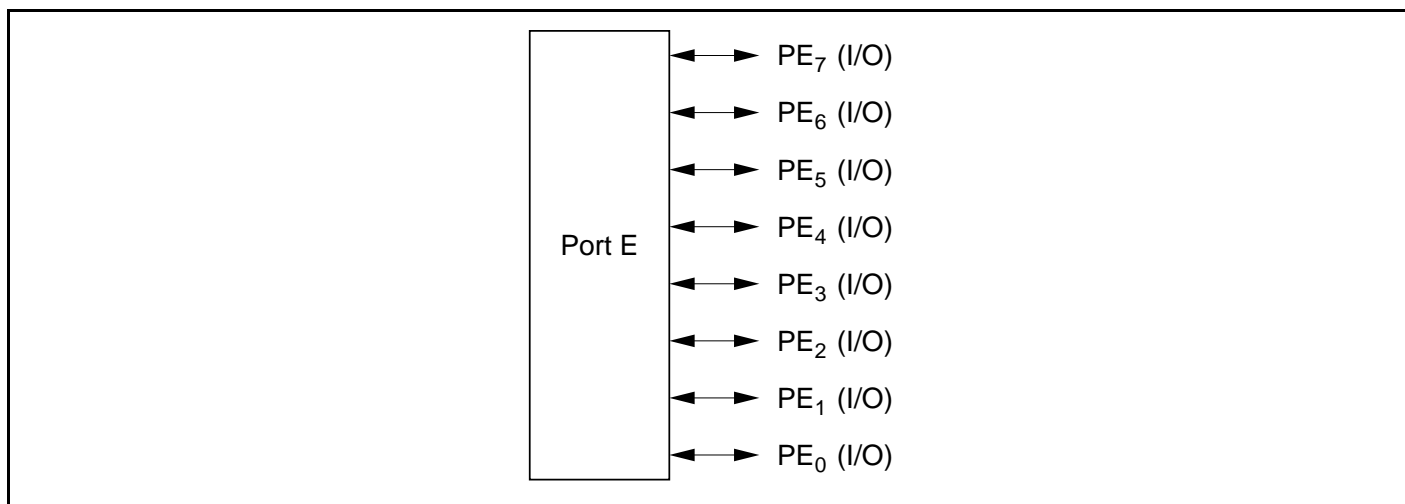 PE₇ (I/O)
PE₆ (I/O)
PE₅ (I/O)
PE₄ (I/O)
Port E
PE₃ (I/O)
PE₂ (I/O)
PE₁ (I/O)
PE₀ (I/O)